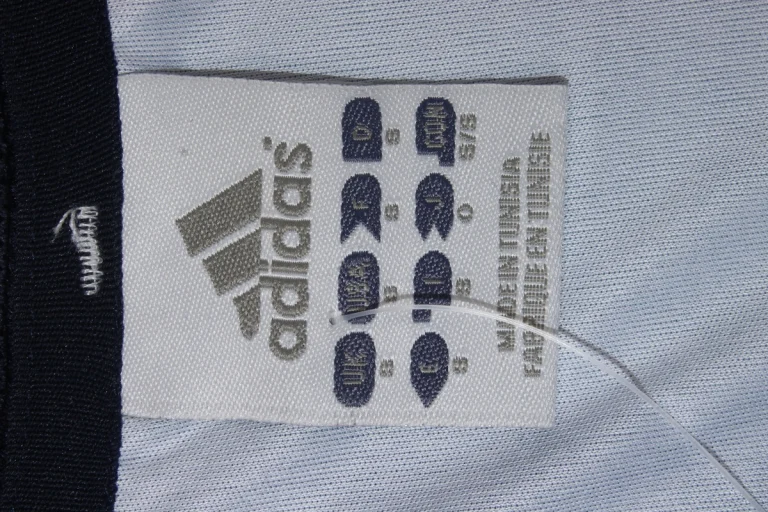 adidas
UK USA F D
S S S S
E I J CDN
S S O S/S
MADE IN TUNISIA
FABRIQUE EN TUNISIE